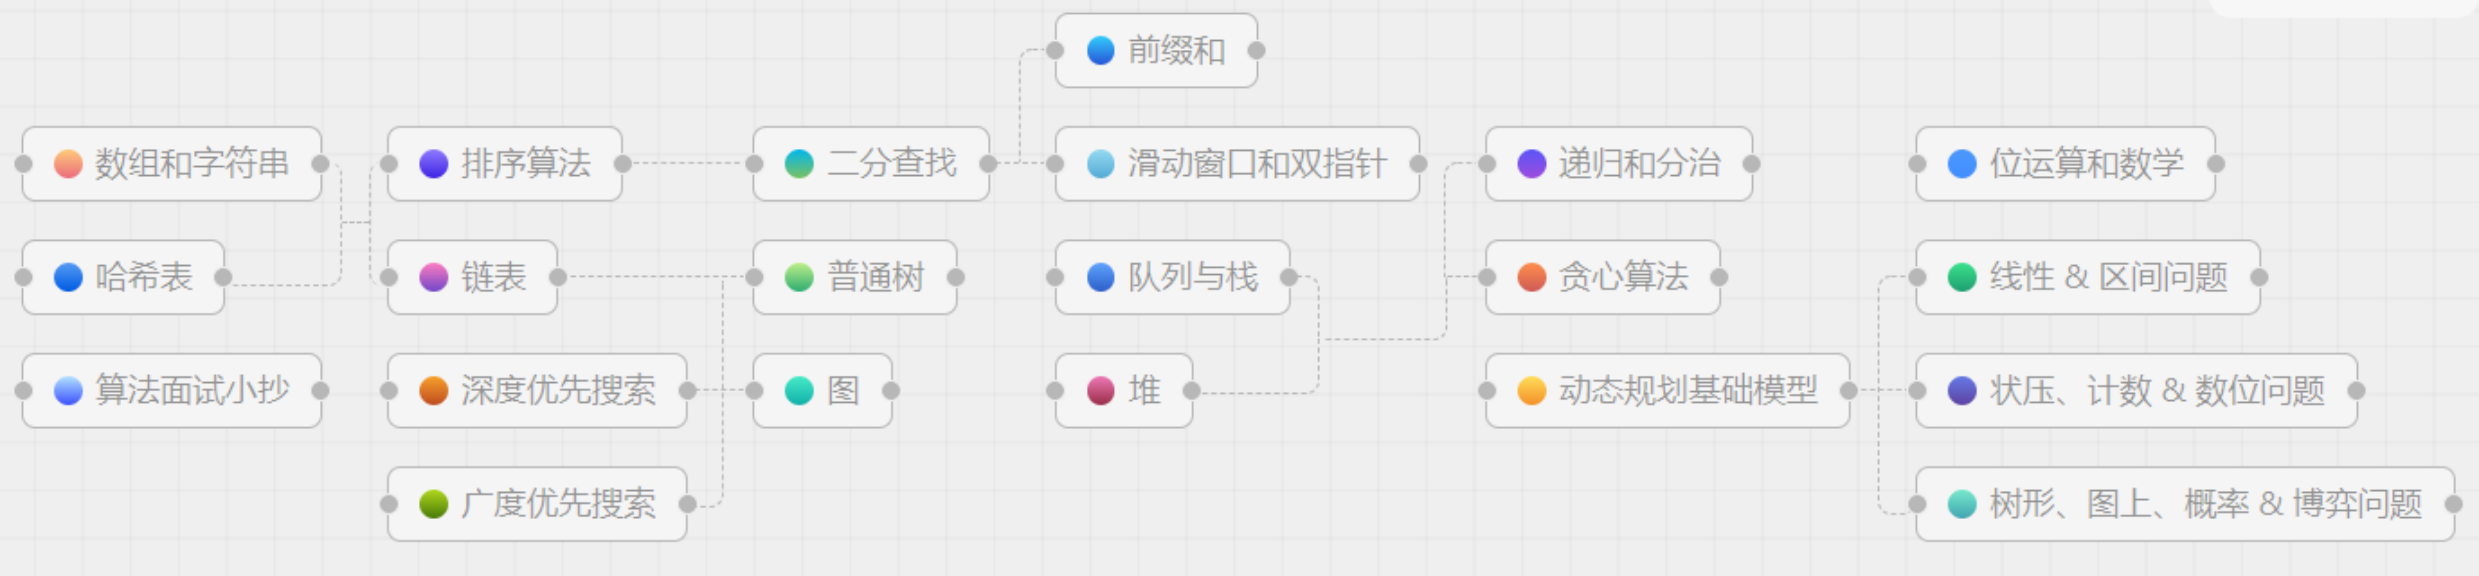 前缀和
数组和字符串
排序算法
二分查找
滑动窗口和双指针
递归和分治
位运算和数学
哈希表
链表
普通树
队列与栈
贪心算法
线性 & 区间问题
算法面试小抄
深度优先搜索
图
堆
动态规划基础模型
状压、计数 & 数位问题
广度优先搜索
树形、图上、概率 & 博弈问题